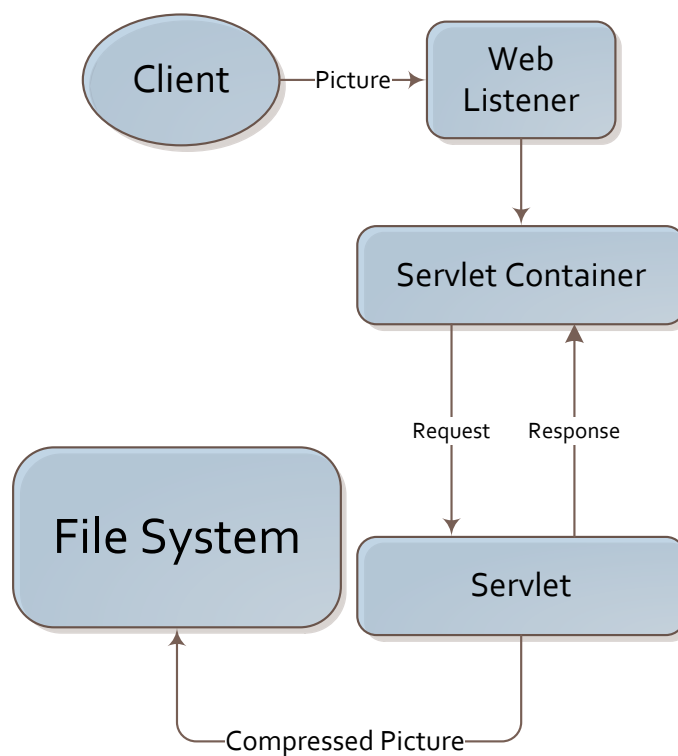 Client
Picture
Web
Listener
Servlet Container
Request
Response
File System
Servlet
Compressed Picture